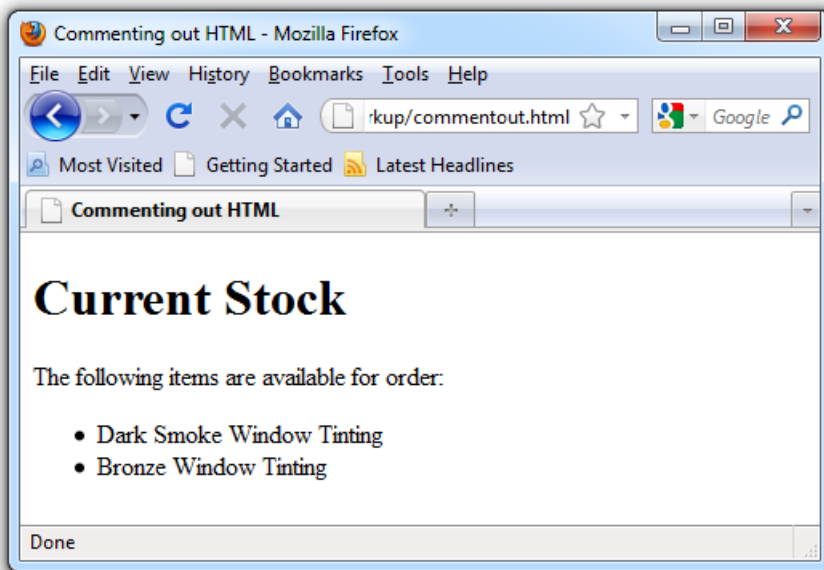 Commenting out HTML - Mozilla Firefox
File Edit View History Bookmarks Tools Help
rkup/commentout.html Google
Most Visited Getting Started Latest Headlines
Commenting out HTML
Current Stock
The following items are available for order:
• Dark Smoke Window Tinting
• Bronze Window Tinting
Done